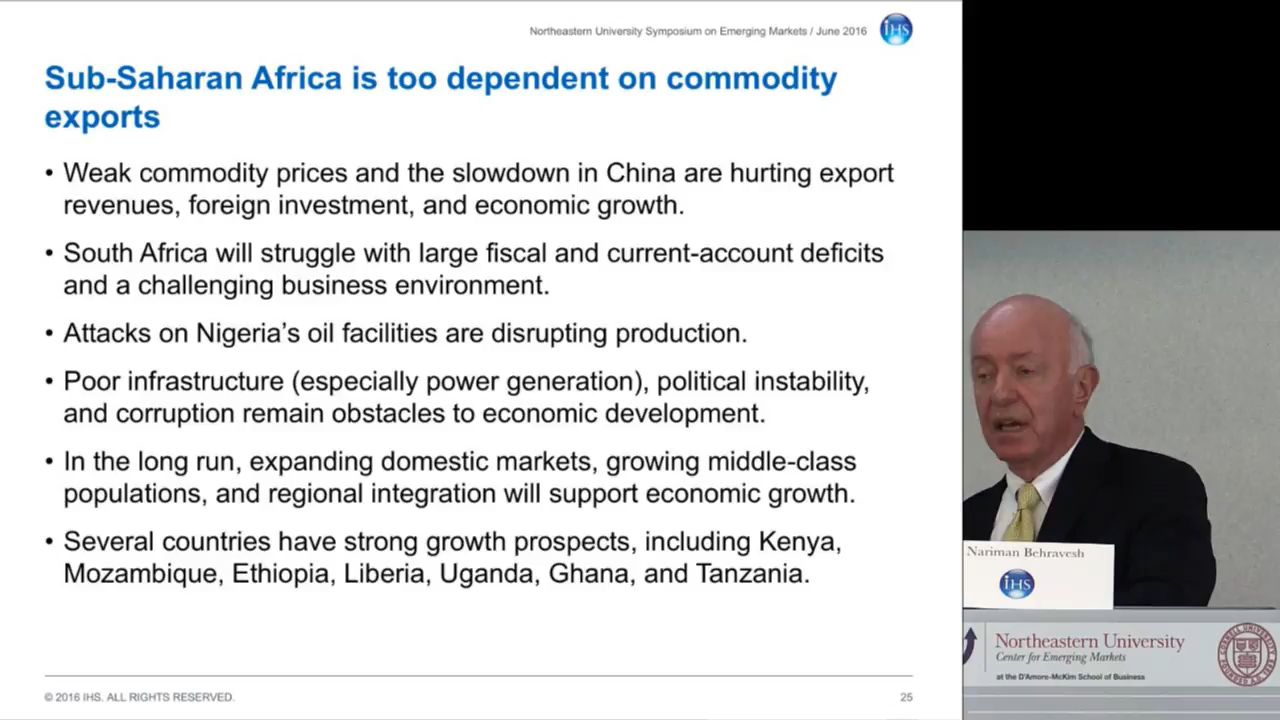 Northeastern University Symposium on Emerging Markets / June 2016
IHS
Sub-Saharan Africa is too dependent on commodity
exports
• Weak commodity prices and the slowdown in China are hurting export
revenues, foreign investment, and economic growth.
• South Africa will struggle with large fiscal and current-account deficits
and a challenging business environment.
• Attacks on Nigeria's oil facilities are disrupting production.
• Poor infrastructure (especially power generation), political instability,
and corruption remain obstacles to economic development.
• In the long run, expanding domestic markets, growing middle-class
populations, and regional integration will support economic growth.
• Several countries have strong growth prospects, including Kenya,
Mozambique, Ethiopia, Liberia, Uganda, Ghana, and Tanzania.
© 2016 IHS. ALL RIGHTS RESERVED.
25
Nariman Behravesh
IHS
Northeastern University
Center for Emerging Markets
at the D'Amore-McKim School of Business